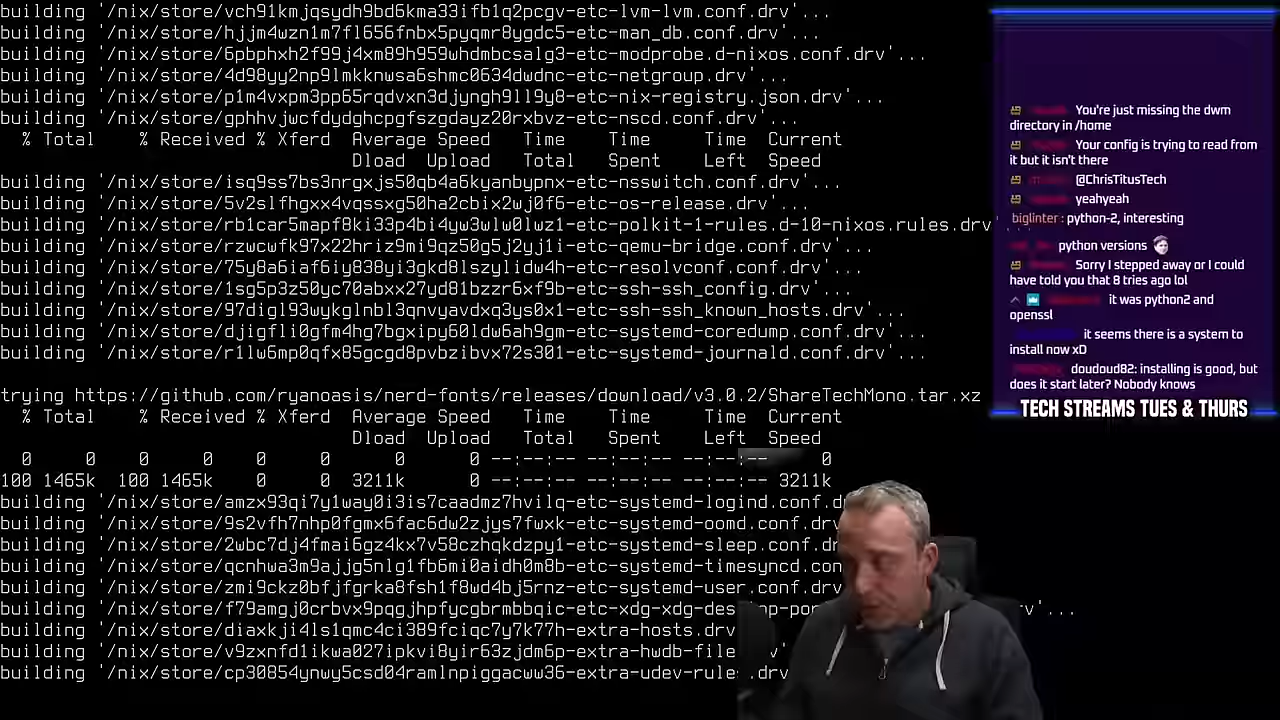 building '/nix/store/vch91kmjqsydh9bd6kma33ifb1q2pcgv-etc-lvm-lvm.conf.drv'...
building '/nix/store/hjjm4wzn1m7fl656fnbx5pyqmr8ygdc5-etc-man_db.conf.drv'...
building '/nix/store/6pbphxh2f99j4xm89h959whdmbcsalg3-etc-modprobe.d-nixos.conf.drv'...
building '/nix/store/4d98yy2np9lmkknwsa6shmc0634dwdnc-etc-netgroup.drv'...
building '/nix/store/p1m4vxpm3pp65rqdvxn3djyngh9ll9y8-etc-nix-registry.json.drv'...
building '/nix/store/gphhvjwcfdydghcpgfszgdayz20rxbvz-etc-nscd.conf.drv'...
% Total % Received % Xferd Average Speed Time Time Time Current
Dload Upload Total Spent Left Speed
building '/nix/store/isq9ss7bs3nrgxjs50qb4a6kyanbypnx-etc-nsswitch.conf.drv'...
building '/nix/store/5v2slfhgxx4vqsxsg50ha2cbix2wj0f6-etc-os-release.drv'...
building '/nix/store/rb1car5mapf8ki33p4bi4yw3wlw0lwz1-etc-polkit-1-rules.d-10-nixos.rules.drv'...
building '/nix/store/rzwcwfk97x22hriz9mi9qz50g5j2yj1i-etc-qemu-bridge.conf.drv'...
building '/nix/store/75y8a6iaf6iy838yi3gkd8lszylidw4h-etc-resolvconf.conf.drv'...
building '/nix/store/1sg5p3z50yc70abxx27yd81bzzr6xf9b-etc-ssh-ssh_config.drv'...
building '/nix/store/97digl93wykglnbl3qnvyavdxq3ys0x1-etc-ssh-ssh_known_hosts.drv'...
building '/nix/store/djigfli0gfm4hg7bgxipy60ldw6ah9gm-etc-systemd-coredump.conf.drv'...
building '/nix/store/r1lw6mp0qfx85gcgd8pvbzibvx72s301-etc-systemd-journald.conf.drv'...
trying https://github.com/ryanoasis/nerd-fonts/releases/download/v3.0.2/ShareTechMono.tar.xz
% Total % Received % Xferd Average Speed Time Time Time Current
Dload Upload Total Spent Left Speed
0 0 0 0 0 0 0 0 --:--:-- --:--:-- --:--:-- 0
100 1465k 100 1465k 0 0 3211k 0 --:--:-- --:--:-- --:--:-- 3211k
building '/nix/store/amzx93qi7ylway0i3is7caadmz7hvilq-etc-systemd-logind.conf.d
building '/nix/store/9s2vfh7nhp0fgmx6fac6dw2zjys7fwxk-etc-systemd-oomd.conf.drv
building '/nix/store/2wbc7dj4fmai6gz4kx7v58czhqkdzpy1-etc-systemd-sleep.conf.dr
building '/nix/store/qcnhwa3m9ajjg5nlg1fb6mi0aidh0m8b-etc-systemd-timesyncd.con
building '/nix/store/zmi9ckz0bfjfgrka8fsh1f8wd4bj5rnz-etc-systemd-user.conf.drv
building '/nix/store/f79amgj0crbvx9pqgjhpfycgbrmbbqic-etc-xdg-xdg-des top-por rv'...
building '/nix/store/diaxkji4ls1qmc4ci389fciqc7y7k77h-extra-hosts.drv
building '/nix/store/v9zxnfd1ikwa027ipkvi8yir63zjdm6p-extra-hwdb-file v'
building '/nix/store/cp30854ynwy5csd04ramlnpiggacww36-extra-udev-rules.drv
You're just missing the dwm
directory in /home
Your config is trying to read from
it but it isn't there
@ChrisTitusTech
yeahyeah
biglinter: python-2, interesting
python versions
Sorry I stepped away or I could
have told you that 8 tries ago lol
it was python2 and
openssl
it seems there is a system to
install now xD
doudoud82: installing is good, but
does it start later? Nobody knows
TECH STREAMS TUES & THURS